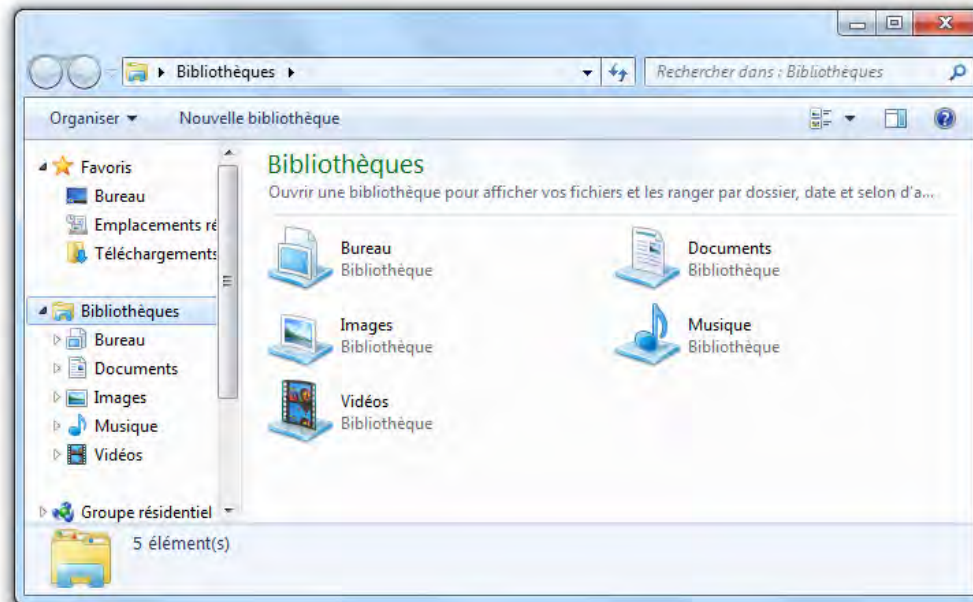 Bibliothèques
Rechercher dans : Bibliothèques
Organiser
Nouvelle bibliothèque
Favoris
Bureau
Emplacements ré
Téléchargements
Bibliothèques
Bureau
Documents
Images
Musique
Vidéos
Groupe résidentiel
Bibliothèques
Ouvrir une bibliothèque pour afficher vos fichiers et les ranger par dossier, date et selon d'a...
Bureau
Bibliothèque
Documents
Bibliothèque
Images
Bibliothèque
Musique
Bibliothèque
Vidéos
Bibliothèque
5 élément(s)